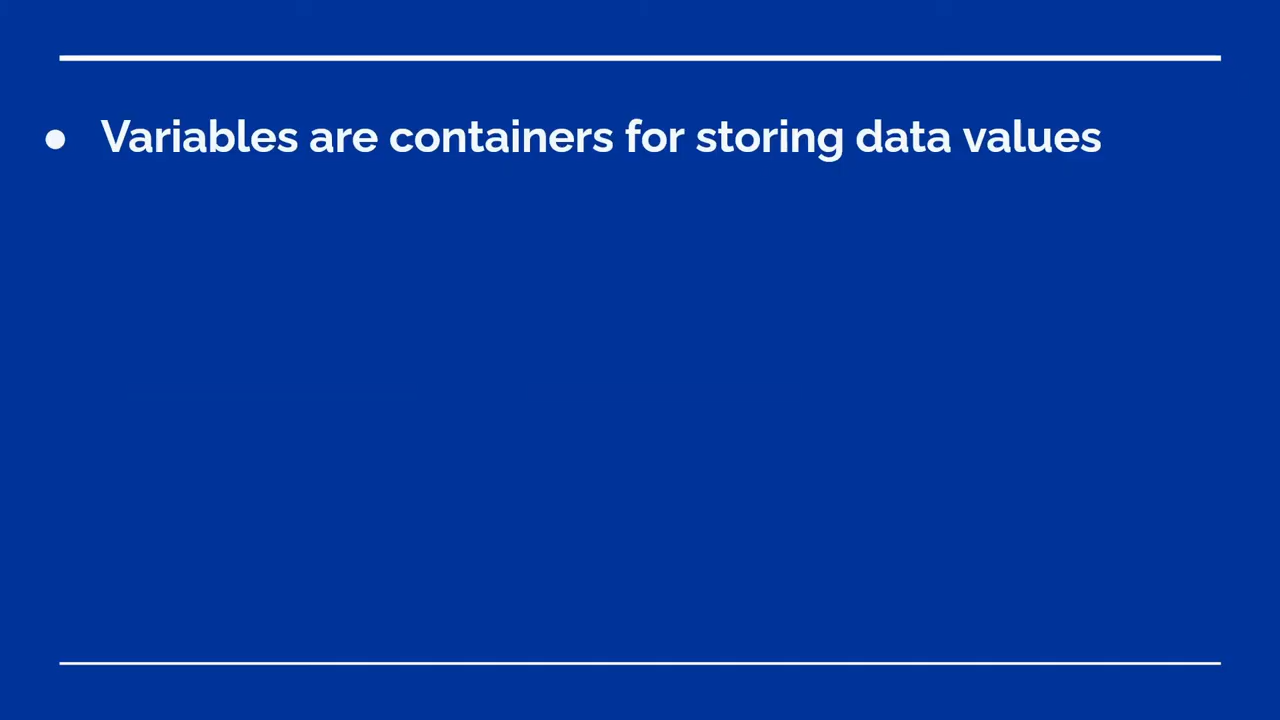 ● Variables are containers for storing data values